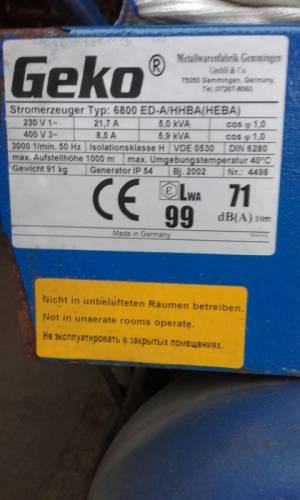 Geko®
Metallwarenfabrik Gemmingen
GmbH & Co
75050 Gemmingen, Germany,
Tel.07267-8060
Stromerzeuger Typ: 6800 ED-A/HHBA(HEBA)
230 V 1~ 21,7 A 5,0 kVA cos φ 1,0
400 V 3~ 8,5 A 5,9 kVA cos φ 1,0
3000 1/min. 50 Hz Isolationsklasse H VDE 0530 DIN 6280
max. Aufstellhöhe 1000 m max. Umgebungstemperatur 40°C
Gewicht 91 kg Generator IP 54 Bj. 2002 Nr.: 4498
CE LWA 71
99 dB(A)
Made in Germany
Nicht in unbelüfteten Räumen betreiben.
Not in unaerate rooms operate.
Не эксплуатировать в закрытых помещениях.